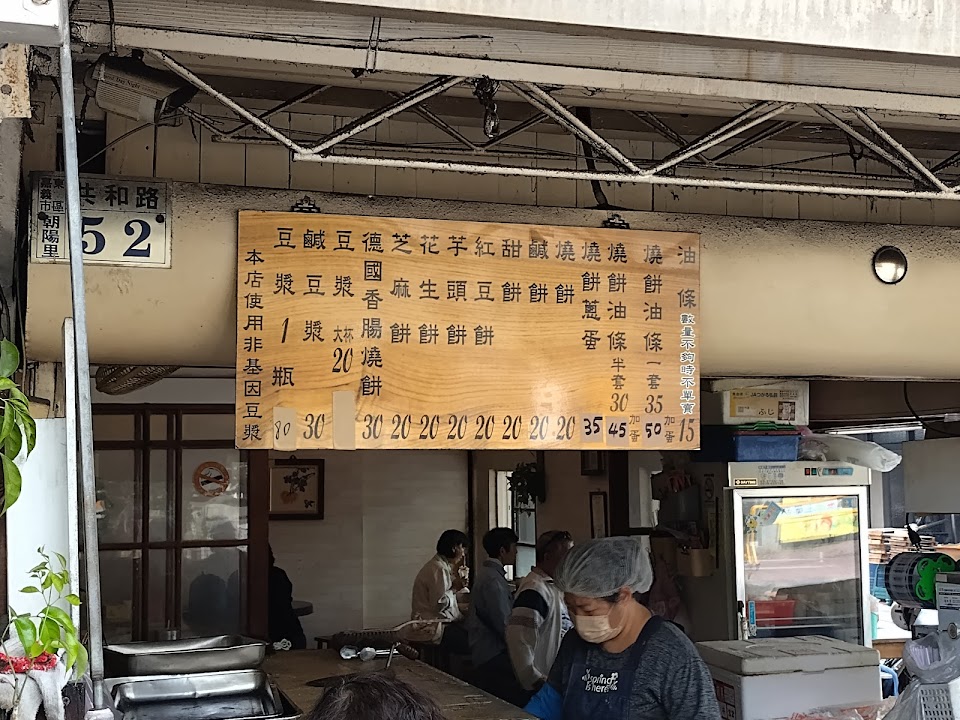 共和路
東區
嘉義市
朝陽里
52
油條 數量不夠時不單賣 15
燒餅油條一套 35 50 加蛋
燒餅油條半套 30 45 加蛋
燒餅蔥蛋 35
燒餅 20
鹹餅 20
甜餅 20
紅豆餅 20
芋頭餅 20
花生餅 20
芝麻餅 20
德國香腸燒餅 30
豆漿 大杯 20
鹹豆漿 30
豆漿1瓶 80
本店使用非基因豆漿
spring
is here